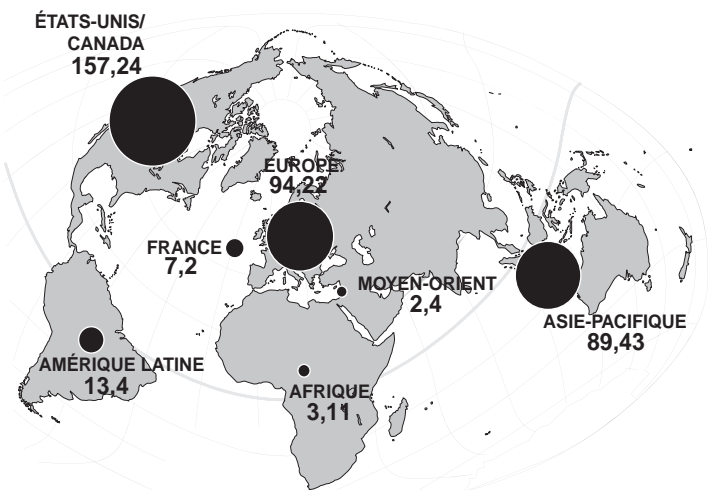 ÉTATS-UNIS/
CANADA
157,24
EUROPE
94,22
FRANCE
7,2
MOYEN-ORIENT
2,4
ASIE-PACIFIQUE
89,43
AMÉRIQUE LATINE
13,4
AFRIQUE
3,11